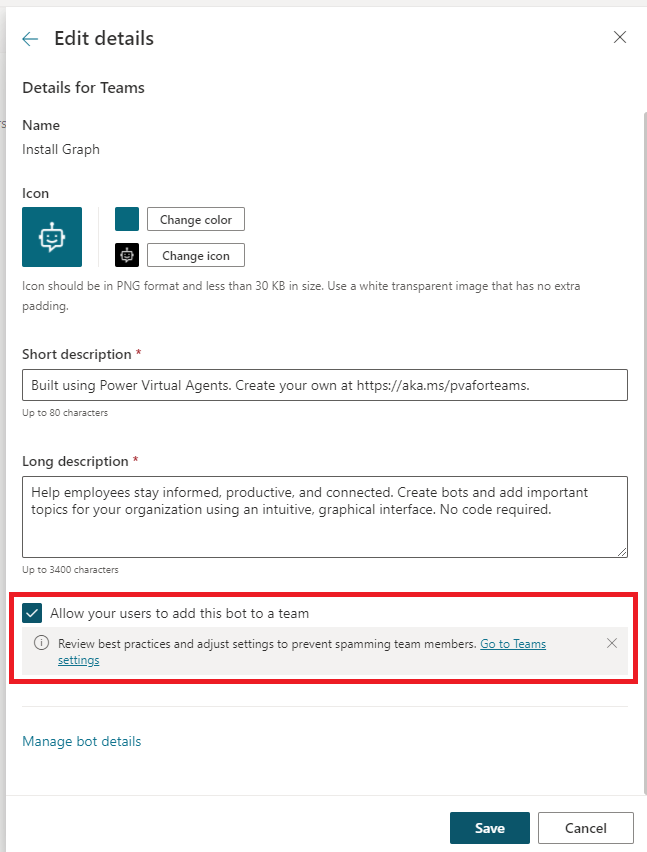 Edit details
Details for Teams
Name
Install Graph
Icon
Change color
Change icon
Icon should be in PNG format and less than 30 KB in size. Use a white transparent image that has no extra
padding.
Short description *
Built using Power Virtual Agents. Create your own at https://aka.ms/pvaforteams.
Up to 80 characters
Long description *
Help employees stay informed, productive, and connected. Create bots and add important
topics for your organization using an intuitive, graphical interface. No code required.
Up to 3400 characters
Allow your users to add this bot to a team
Review best practices and adjust settings to prevent spamming team members. Go to Teams
settings
Manage bot details
Save
Cancel